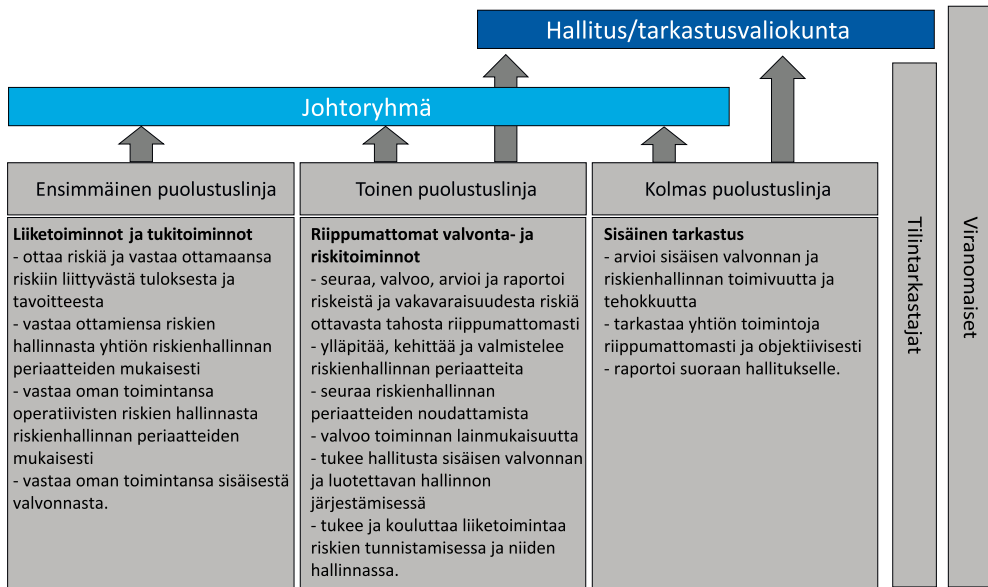 Hallitus/tarkastusvaliokunta
Johtoryhmä
Ensimmäinen puolustuslinja
Liiketoiminnot ja tukitoiminnot
- ottaa riskiä ja vastaa ottamaansa
riskiin liittyvästä tuloksesta ja
tavoitteesta
- vastaa ottamiensa riskien
hallinnasta yhtiön riskienhallinnan
periaatteiden mukaisesti
- vastaa oman toimintansa
operatiivisten riskien hallinnasta
riskienhallinnan periaatteiden
mukaisesti
- vastaa oman toimintansa sisäisestä
valvonnasta.
Toinen puolustuslinja
Riippumattomat valvonta- ja
riskitoiminnot
- seuraa, valvoo, arvioi ja raportoi
riskeistä ja vakavaraisuudesta riskiä
ottavasta tahosta riippumattomasti
- ylläpitää, kehittää ja valmistelee
riskienhallinnan periaatteita
- seuraa riskienhallinnan
periaatteiden noudattamista
- valvoo toiminnan lainmukaisuutta
- tukee hallitusta sisäisen valvonnan
ja luotettavan hallinnon
järjestämisessä
- tukee ja kouluttaa liiketoimintaa
riskien tunnistamisessa ja niiden
hallinnassa.
Kolmas puolustuslinja
Sisäinen tarkastus
- arvioi sisäisen valvonnan ja
riskienhallinnan toimivuutta ja
tehokkuutta
- tarkastaa yhtiön toimintoja
riippumattomasti ja objektiivisesti
- raportoi suoraan hallitukselle.
Tilintarkastajat
Viranomaiset